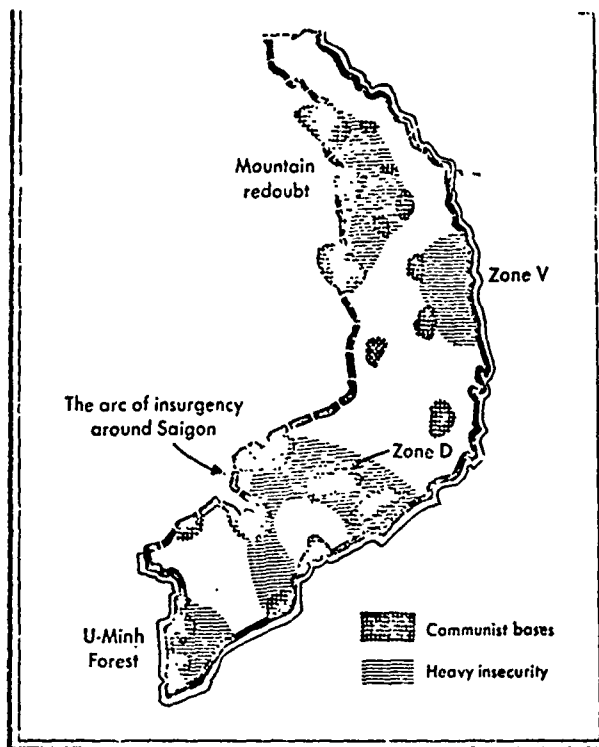 Mountain
redoubt
Zone V
The arc of insurgency
around Saigon
Zone D
U-Minh
Forest
Communist bases
Heavy insecurity